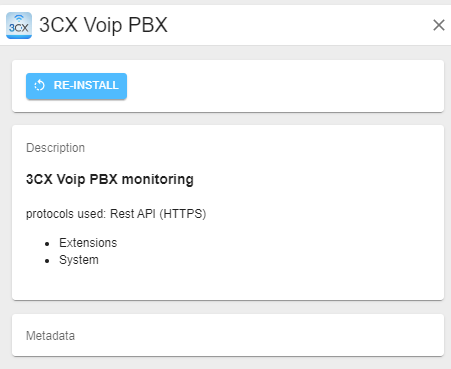 3CX
3CX Voip PBX
RE-INSTALL
Description
3CX Voip PBX monitoring
protocols used: Rest API (HTTPS)
• Extensions
• System
Metadata